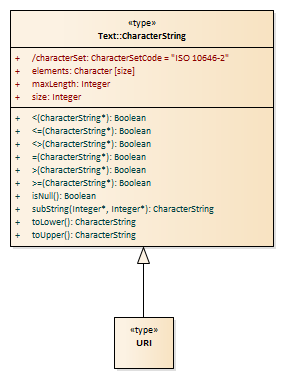 «type»
Text::CharacterString
+ /characterSet: CharacterSetCode = "ISO 10646-2"
+ elements: Character [size]
+ maxLength: Integer
+ size: Integer
+ <(CharacterString*): Boolean
+ <=(CharacterString*): Boolean
+ <>(CharacterString*): Boolean
+ =(CharacterString*): Boolean
+ >(CharacterString*): Boolean
+ >=(CharacterString*): Boolean
+ isNull(): Boolean
+ subString(Integer*, Integer*): CharacterString
+ toLower(): CharacterString
+ toUpper(): CharacterString
«type»
URI